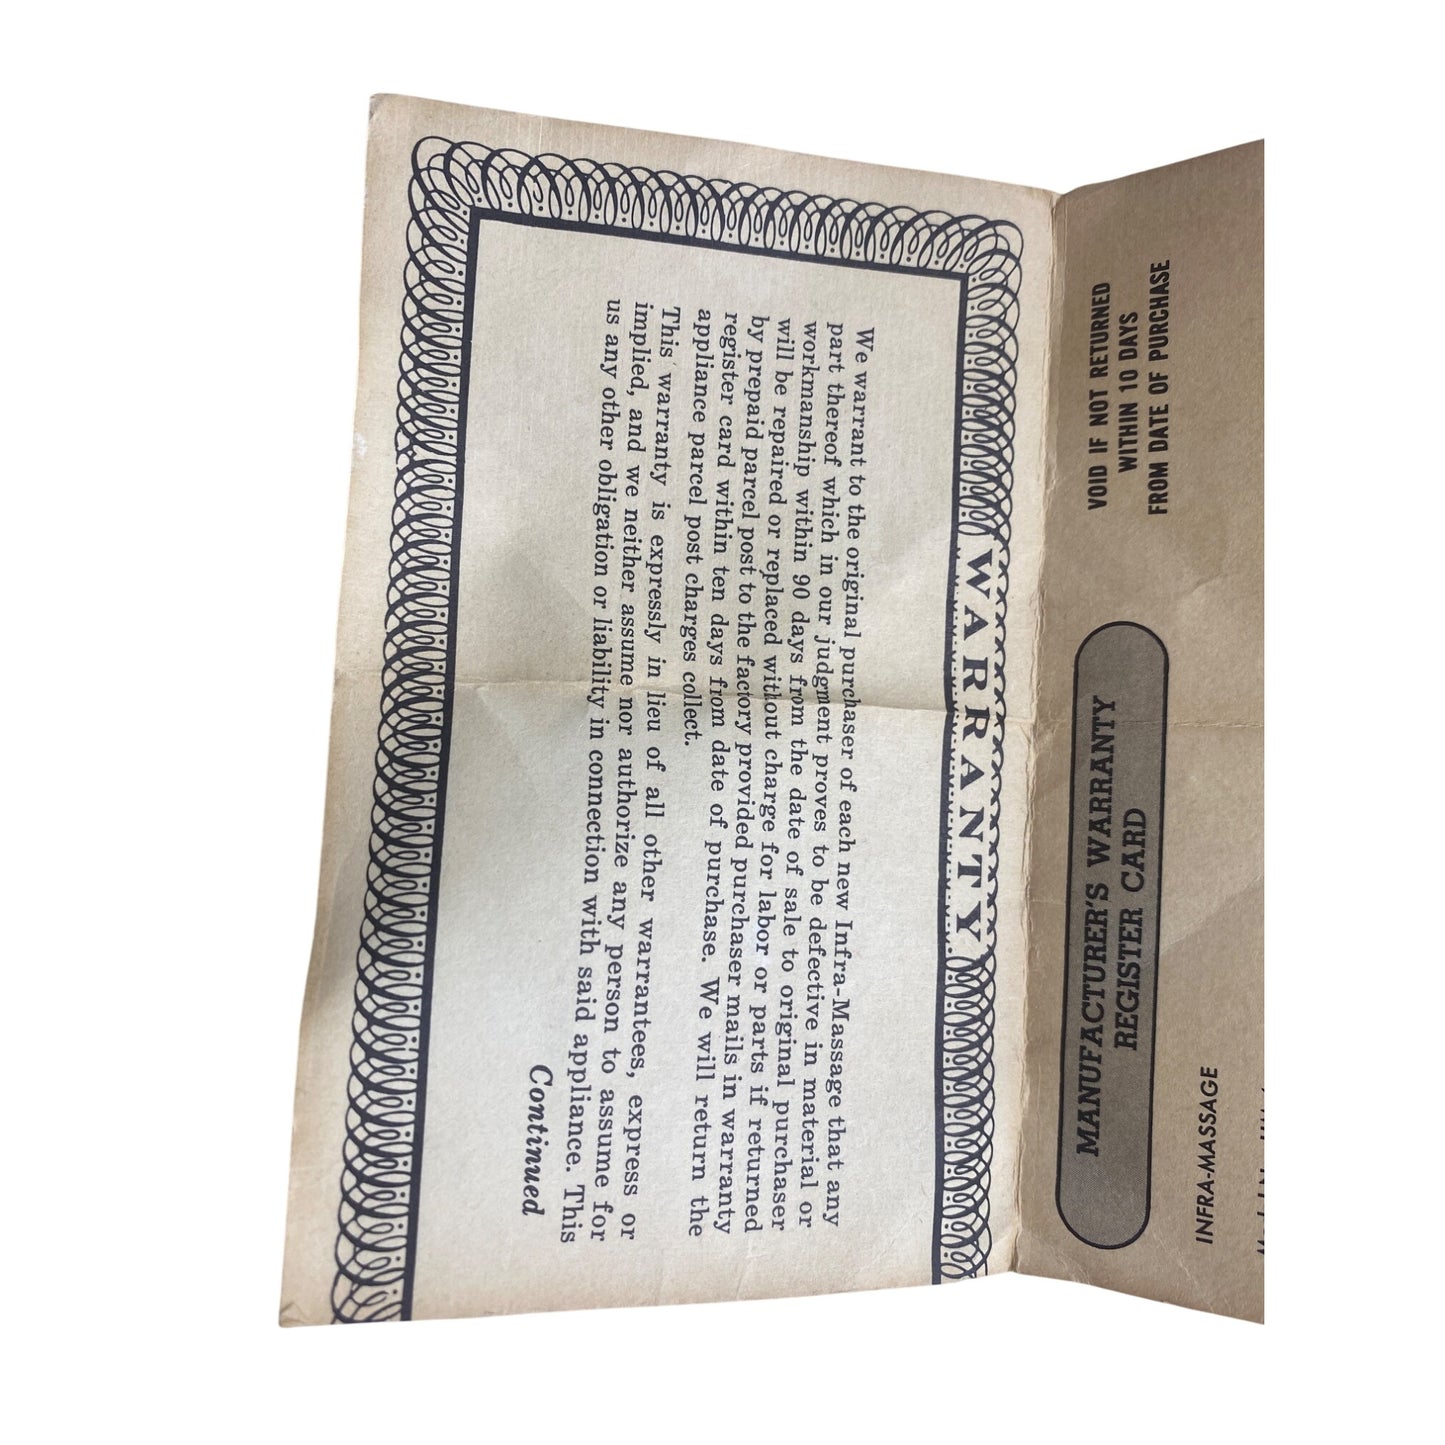 WARRANTY
We warrant to the original purchaser of each new Infra-Massage that any
part thereof which in our judgment proves to be defective in material or
workmanship within 90 days from the date of sale to original purchaser
will be repaired or replaced without charge for labor or parts if returned
by prepaid parcel post to the factory provided purchaser mails in warranty
register card within ten days from date of purchase. We will return the
appliance parcel post charges collect.
This warranty is expressly in lieu of all other warrantees, express or
implied, and we neither assume nor authorize any person to assume for
us any other obligation or liability in connection with said appliance. This
Continued
VOID IF NOT RETURNED
WITHIN 10 DAYS
FROM DATE OF PURCHASE
MANUFACTURER'S WARRANTY
REGISTER CARD
INFRA-MASSAGE